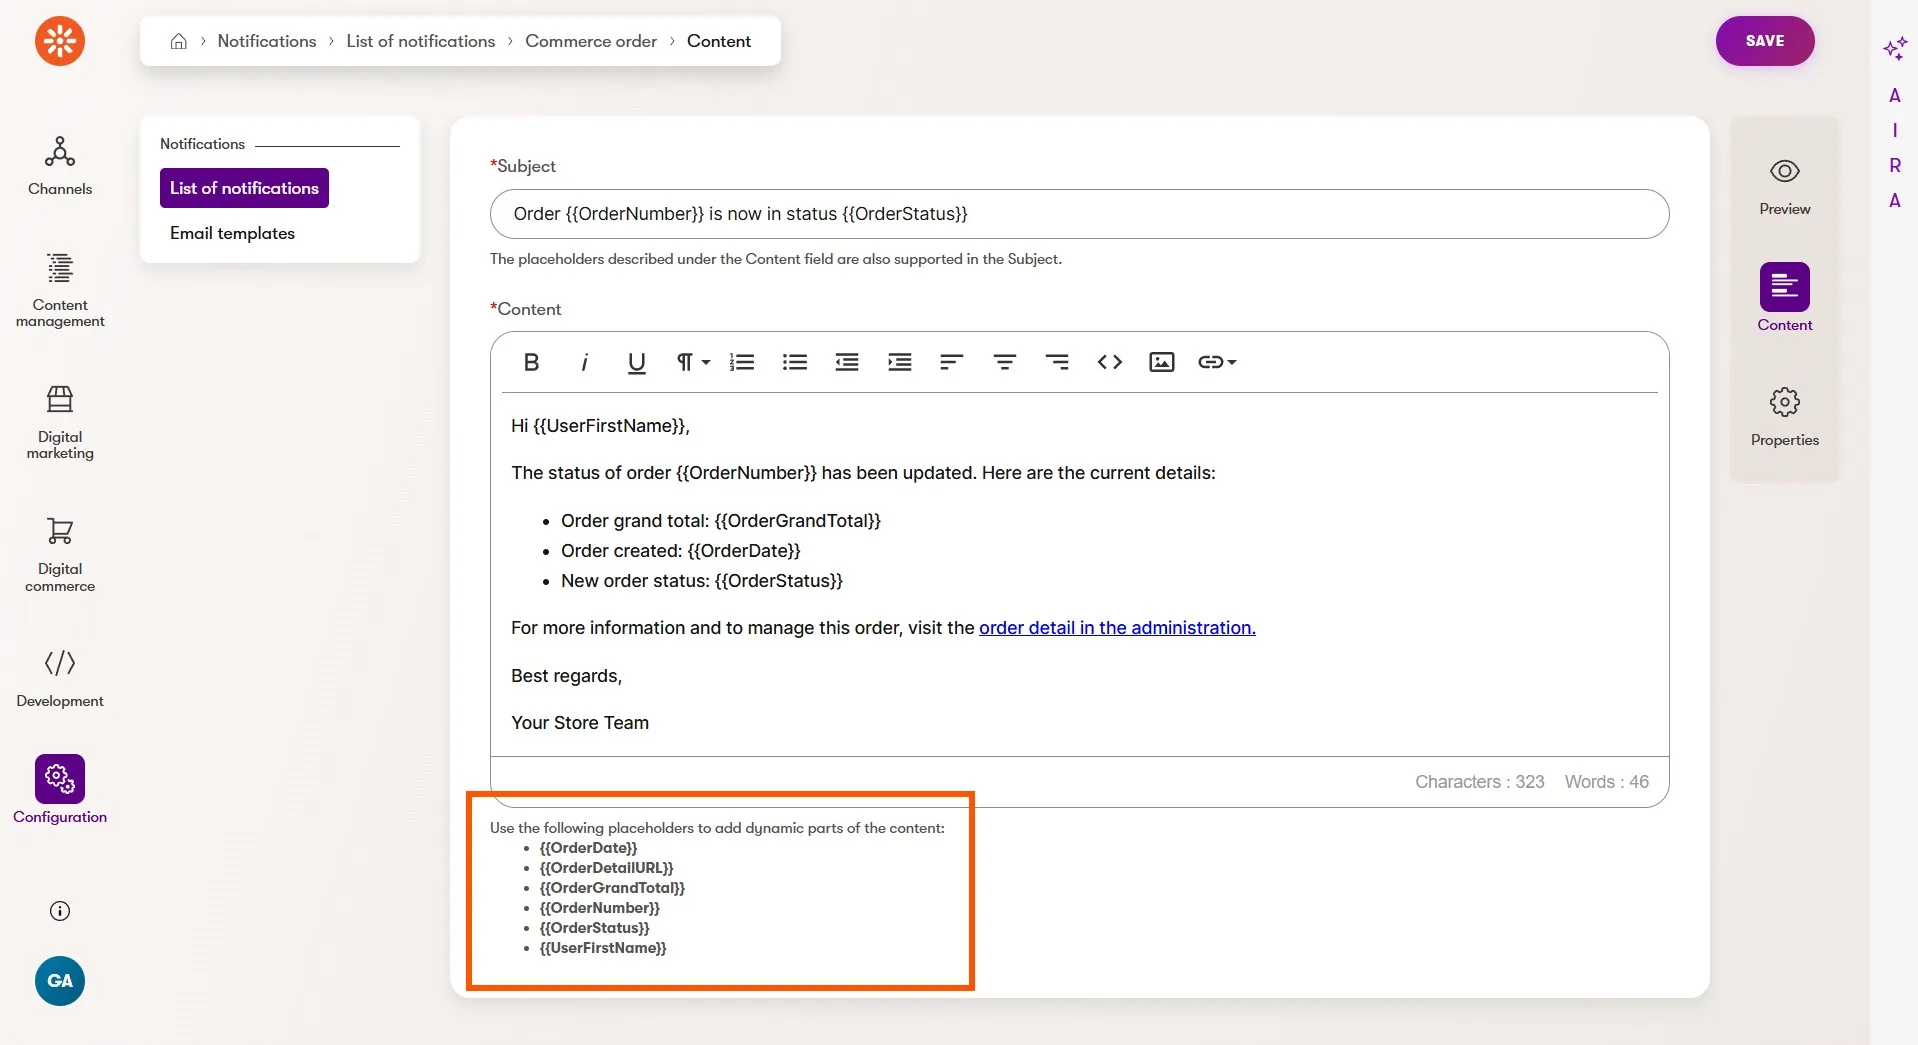 Notifications
List of notifications
Commerce order
Content
SAVE
A
I
R
A
Channels
Content
management
Digital
marketing
Digital
commerce
Development
Configuration
GA
Notifications
List of notifications
Email templates
*Subject
Order {{OrderNumber}} is now in status {{OrderStatus}}
The placeholders described under the Content field are also supported in the Subject.
*Content
Hi {{UserFirstName}},
The status of order {{OrderNumber}} has been updated. Here are the current details:
• Order grand total: {{OrderGrandTotal}}
• Order created: {{OrderDate}}
• New order status: {{OrderStatus}}
For more information and to manage this order, visit the order detail in the administration.
Best regards,
Your Store Team
Characters : 323 Words : 46
Use the following placeholders to add dynamic parts of the content:
• {{OrderDate}}
• {{OrderDetailURL}}
• {{OrderGrandTotal}}
• {{OrderNumber}}
• {{OrderStatus}}
• {{UserFirstName}}
Preview
Content
Properties